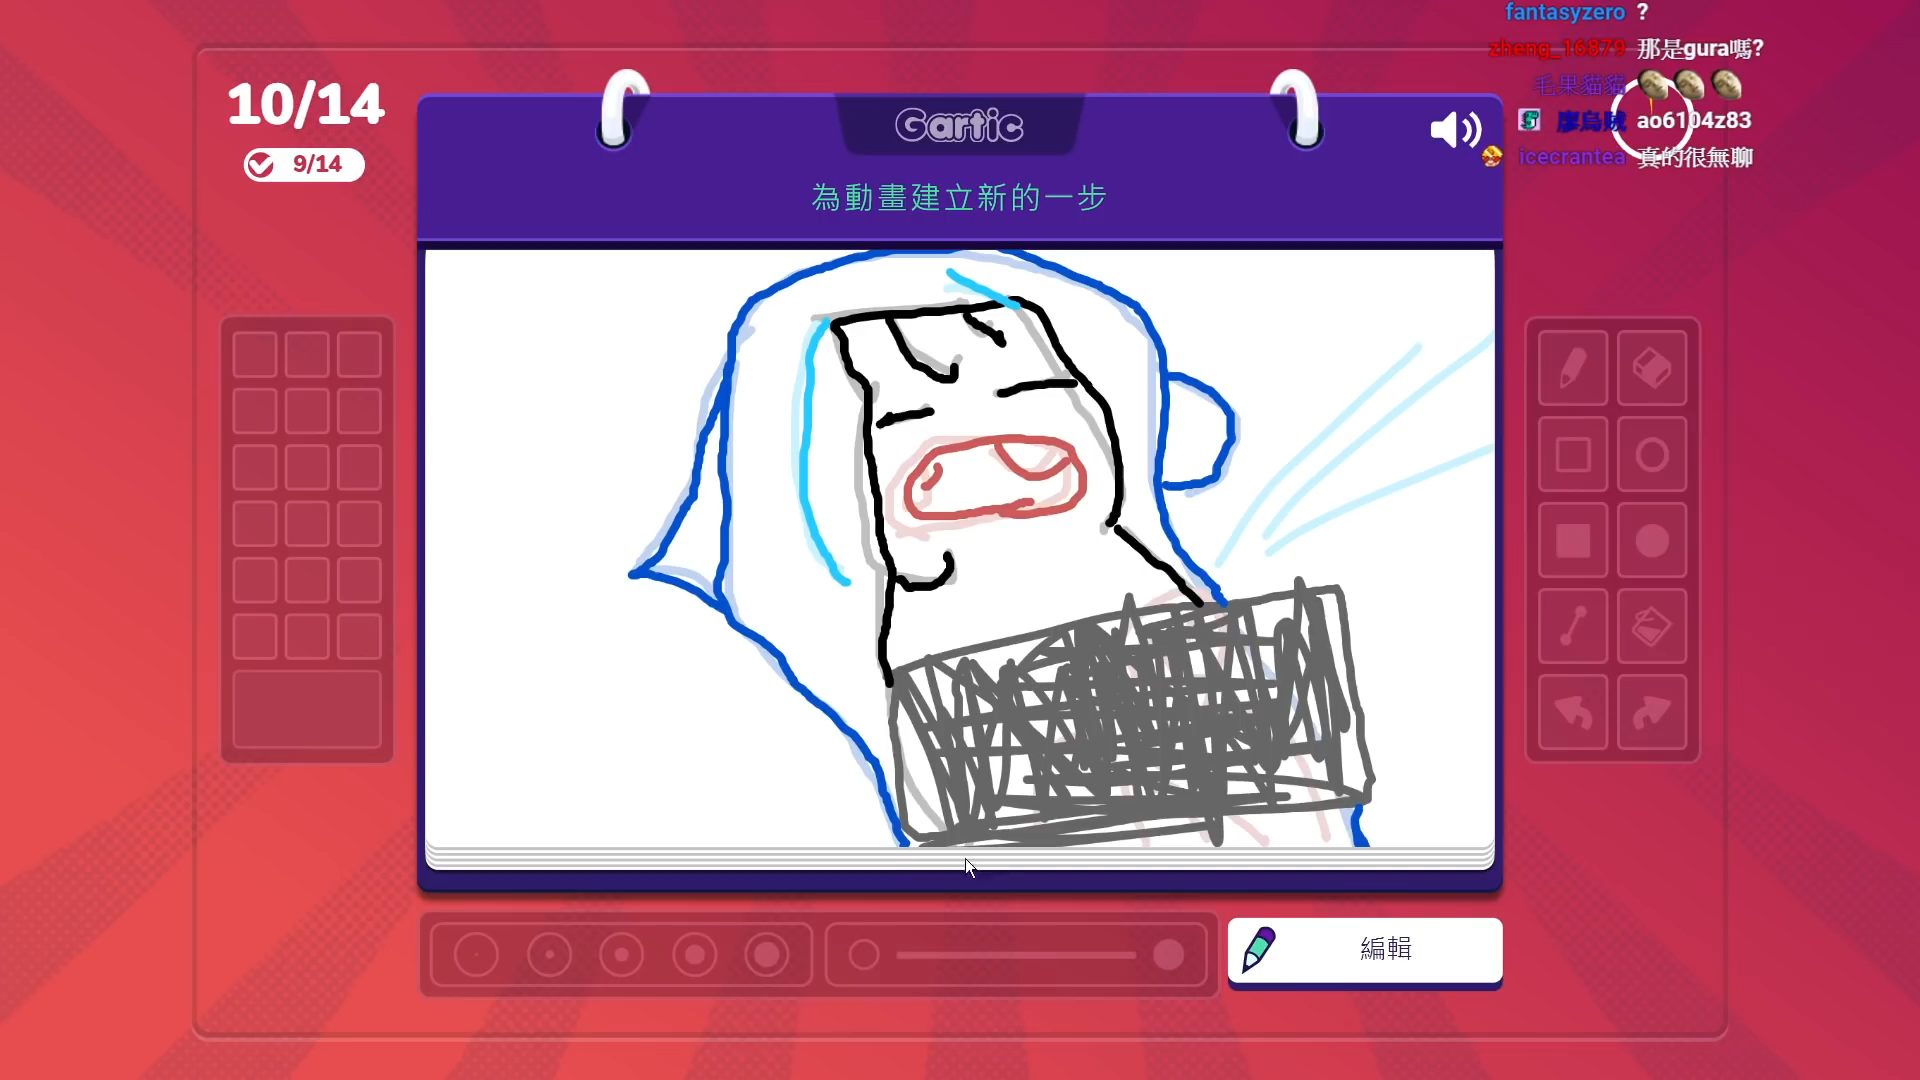 fantasyzero ?
zheng_16879 那是gura嗎?
毛果貓貓
廖烏賊 ao6104z83
icecrantea 真的很無聊
10/14
9/14
Gartic
為動畫建立新的一步
編輯